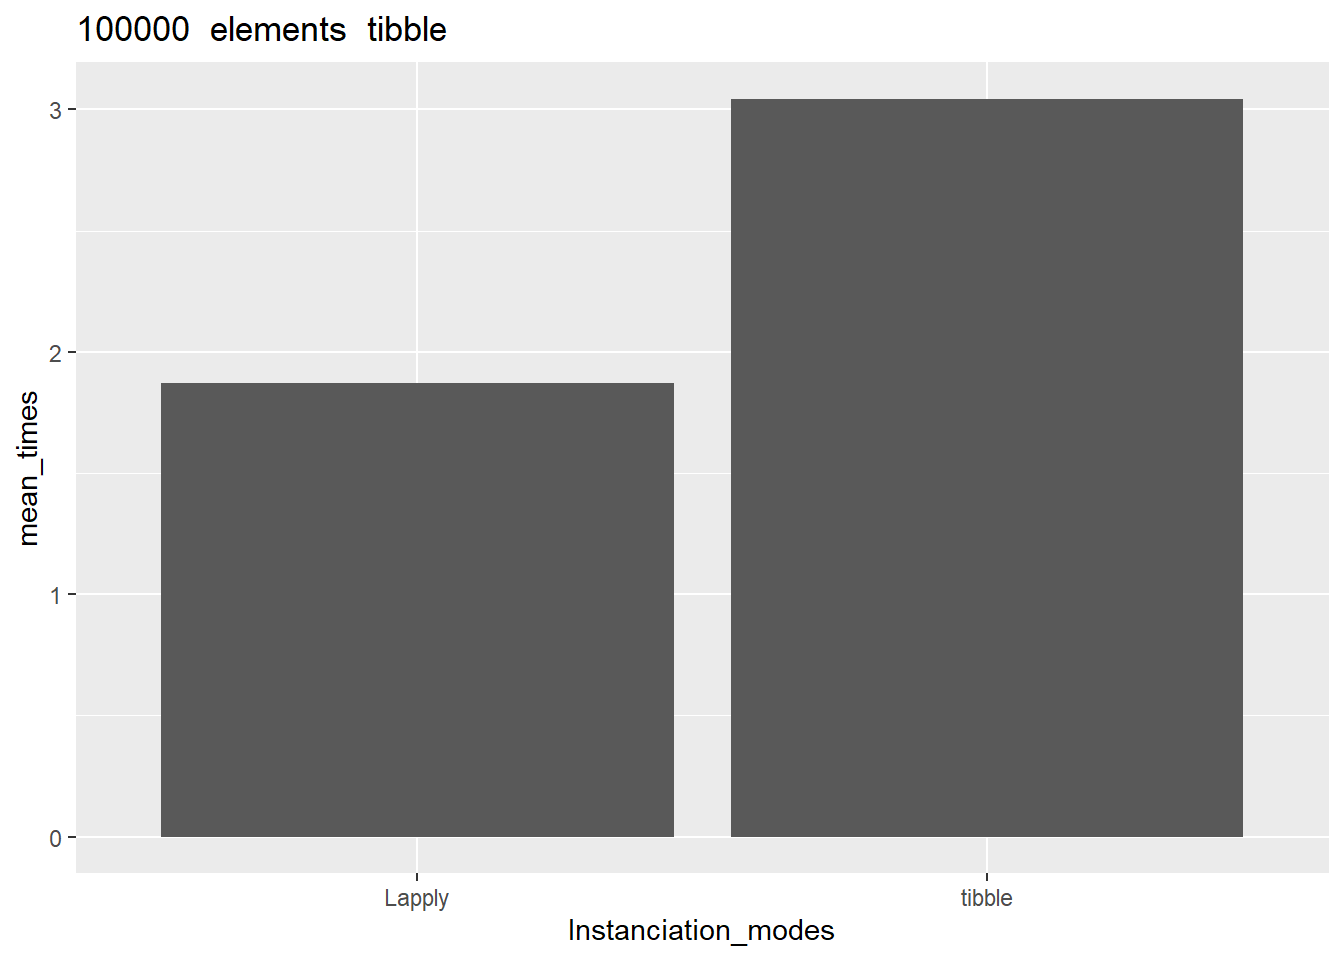 100000 elements tibble
3
2
1
0
mean_times
Lapply
tibble
Instanciation_modes